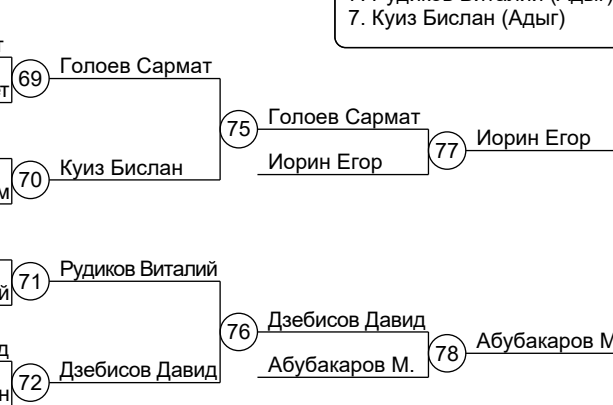 7. Куиз Бислан (Адыг)
69
Голоев Сармат
75
Голоев Сармат
77
Иорин Егор
Иорин Егор
70
Куиз Бислан
71
Рудиков Виталий
76
Дзебисов Давид
78
Абубакаров М
Абубакаров М.
72
Дзебисов Давид